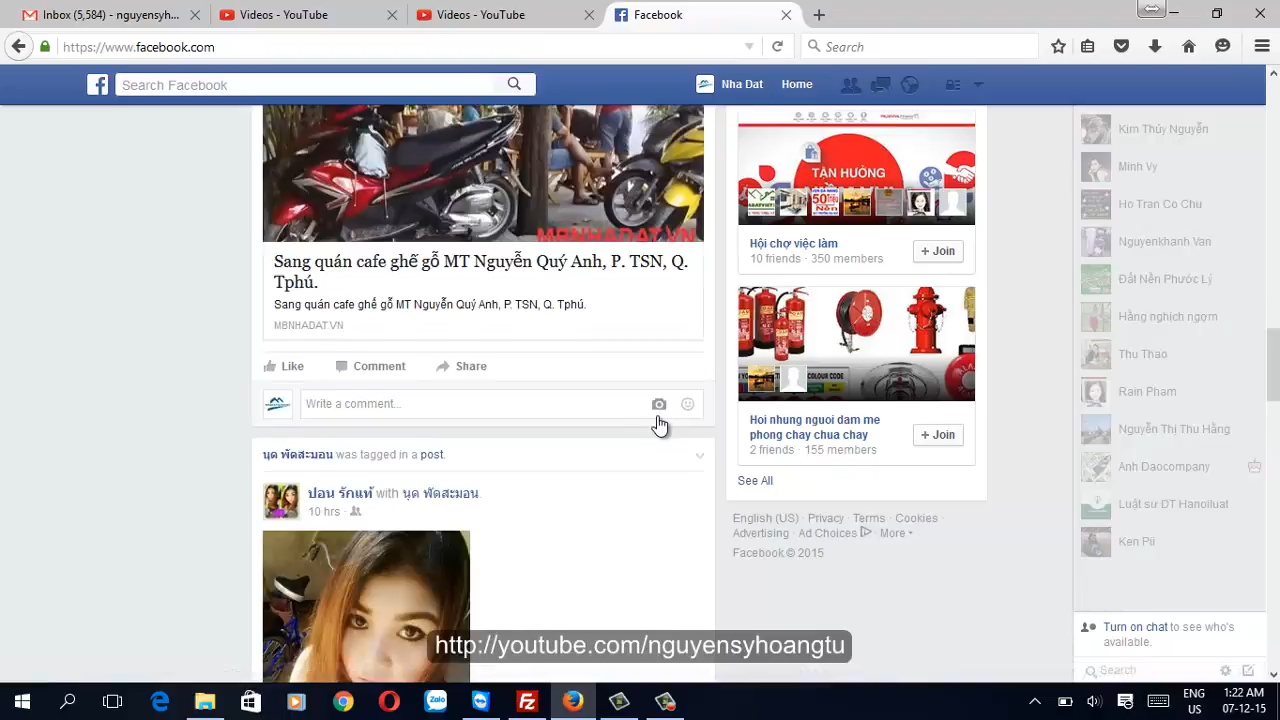 Inbox (5,584) - nguyensyh...
Videos - YouTube
Videos - YouTube
Facebook
https://www.facebook.com
Search
Search Facebook
Nha Dat
Home
MBNHADAT.VN
Sang quán cafe ghế gỗ MT Nguyễn Quý Anh, P. TSN, Q.
Tphú.
Sang quán cafe ghế gỗ MT Nguyễn Quý Anh, P. TSN, Q. Tphú.
MBNHADAT.VN
Like
Comment
Share
Write a comment...
นุด พัดสะมอน was tagged in a post.
ปอน รักแท้ with นุด พัดสะมอน.
10 hrs
TẬN HƯỞNG
50 triệu
Nền
Hội chợ việc làm
10 friends · 350 members
+ Join
Hoi nhung nguoi dam me
phong chay chua chay
2 friends · 155 members
+ Join
See All
English (US) · Privacy · Terms · Cookies ·
Advertising · Ad Choices · More
Facebook © 2015
Kim Thúy Nguyễn
Minh Vy
Ho Tran Co Chu
Nguyenkhanh Van
Đất Nền Phước Lý
Hằng nghịch ngợm
Thu Thao
Rain Pham
Nguyễn Thị Thu Hằng
Anh Daocompany
Luật sư DT Hanoiluat
Ken Pii
Turn on chat to see who's
available.
Search
http://youtube.com/nguyensyhoangtu
Zalo
ENG
US
1:22 AM
07-12-15